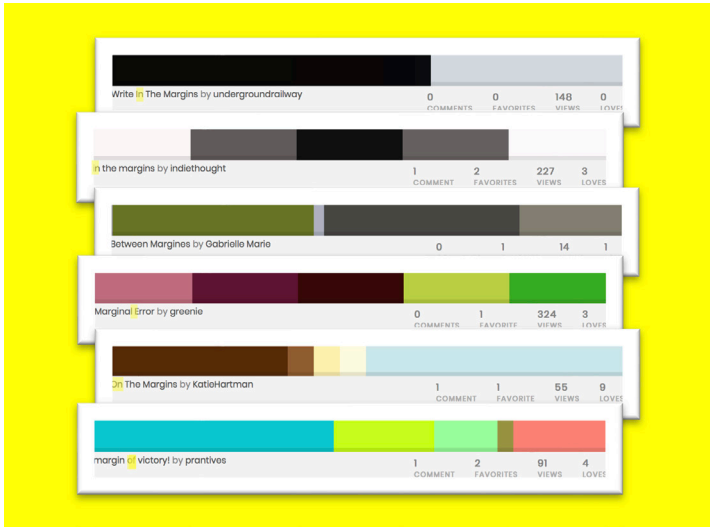 Write In The Margins by undergroundrailway
0 0 148 0
COMMENTS FAVORITES VIEWS LOVES
In the margins by indiethought
1 2 227 3
COMMENT FAVORITES VIEWS LOVES
Between Margines by Gabrielle Marie
0 1 14 1
Marginal Error by greenie
0 1 324 3
COMMENTS FAVORITE VIEWS LOVES
On The Margins by KatieHartman
1 1 55 9
COMMENT FAVORITE VIEWS LOVES
margin of victory! by prantives
1 2 91 4
COMMENT FAVORITES VIEWS LOVES